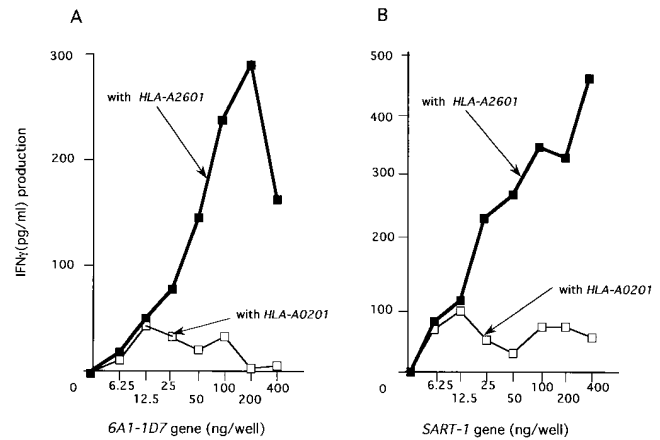 A
B
IFNγ(pg/ml) production
300
200
100
0
6.25
12.5
25
50
100
200
400
with HLA-A2601
with HLA-A0201
6A1-1D7 gene (ng/well)
500
400
300
200
100
0
6.25
12.5
25
50
100
200
400
with HLA-A2601
with HLA-A0201
SART-1 gene (ng/well)